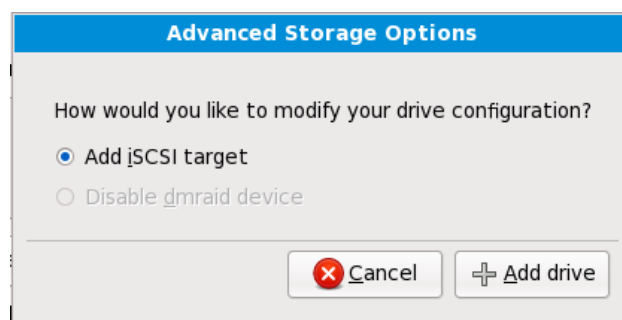 Advanced Storage Options
How would you like to modify your drive configuration?
Add iSCSI target
Disable dmraid device
Cancel
Add drive